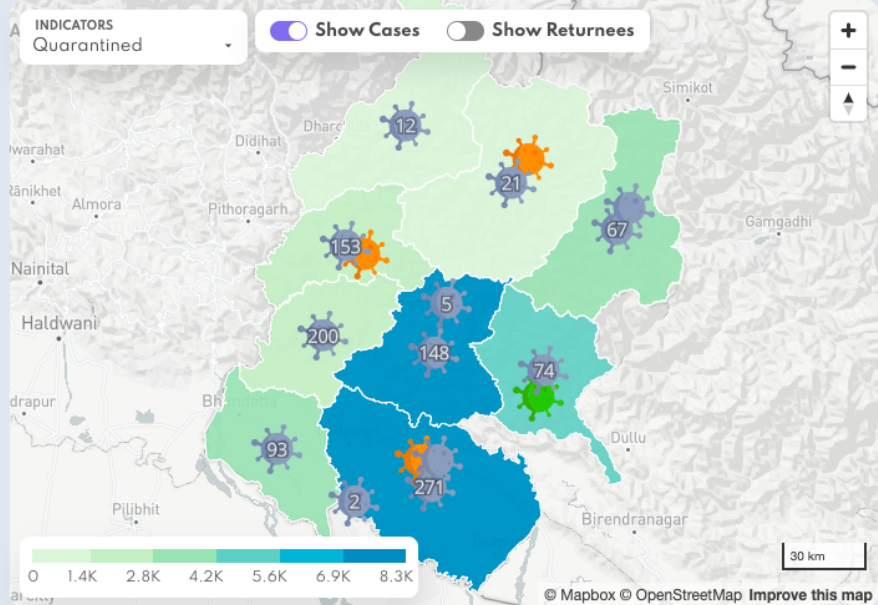 INDICATORS
Quarantined
Show Cases
Show Returnees
+
−
Simikot
12
Didihat
21
Almora
Pithoragarh
67
Gamgadhi
153
Nainital
5
Haldwani
200
148
74
93
Dullu
271
2
Pilibhit
Birendranagar
0 1.4K 2.8K 4.2K 5.6K 6.9K 8.3K
30 km
© Mapbox © OpenStreetMap Improve this map